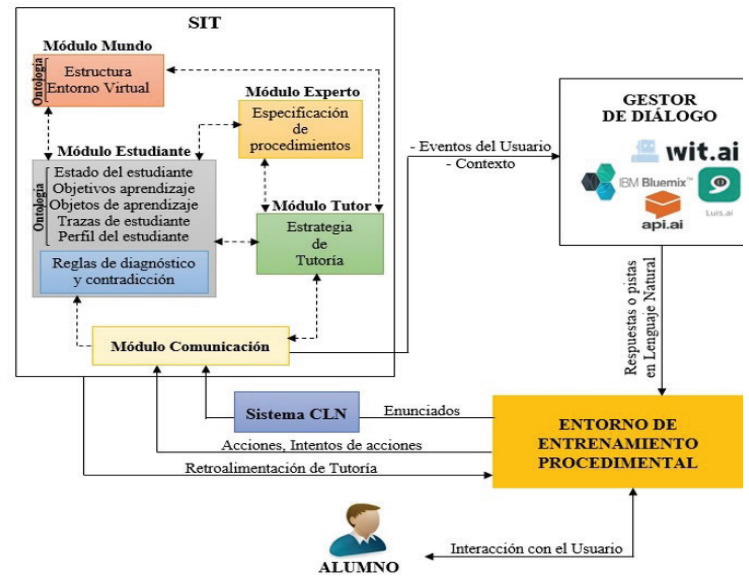 SIT
Módulo Mundo
Ontología
Estructura
Entorno Virtual
Módulo Experto
Especificación
de
procedimientos
Módulo Estudiante
Ontología
Estado del estudiante
Objetivos aprendizaje
Objetos de aprendizaje
Trazas de estudiante
Perfil del estudiante
Reglas de diagnóstico
y contradicción
Módulo Tutor
Estrategia
de
Tutoría
Módulo Comunicación
- Eventos del Usuario
- Contexto
GESTOR
DE DIÁLOGO
wit.ai
IBM Bluemix™
api.ai
Luis.ai
Respuestas o pistas
en Lenguaje Natural
Sistema CLN
Enunciados
Acciones, Intentos de acciones
Retroalimentación de Tutoría
ENTORNO DE
ENTRENAMIENTO
PROCEDIMENTAL
Interacción con el Usuario
ALUMNO